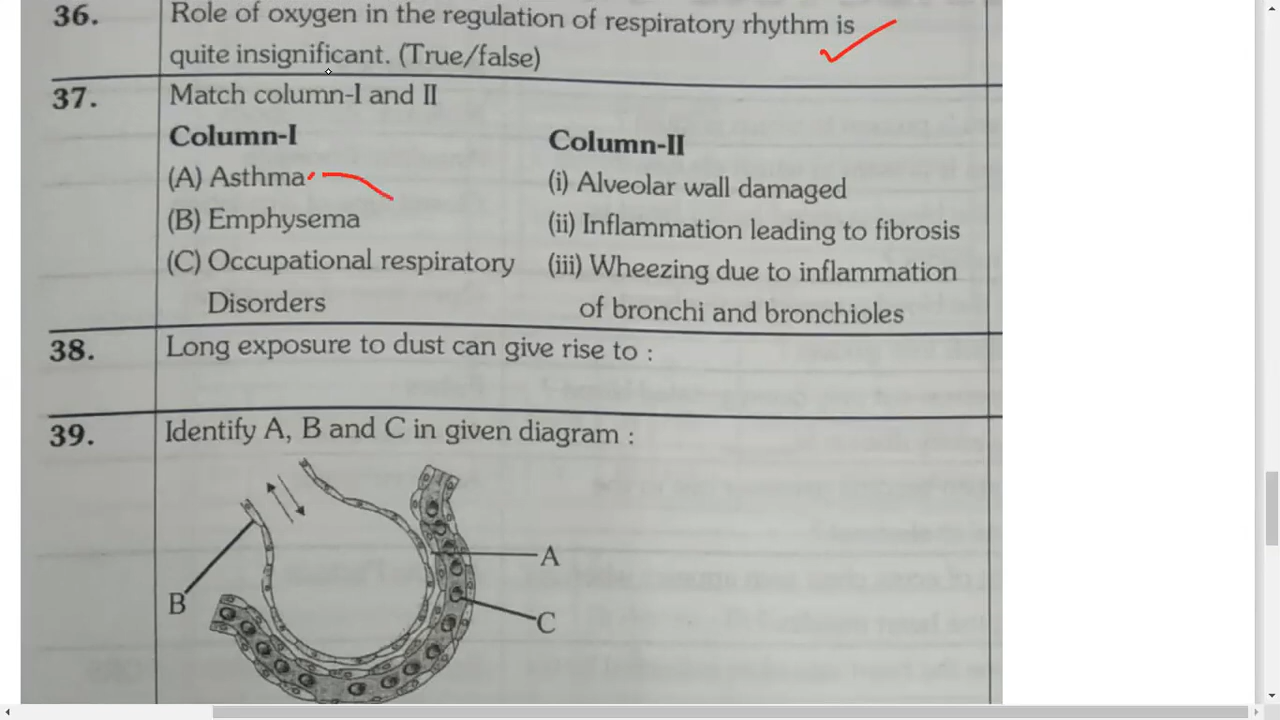 36. Role of oxygen in the regulation of respiratory rhythm is
quite insignificant. (True/false)
37. Match column-I and II
Column-I Column-II
(A) Asthma (i) Alveolar wall damaged
(B) Emphysema (ii) Inflammation leading to fibrosis
(C) Occupational respiratory (iii) Wheezing due to inflammation
Disorders of bronchi and bronchioles
38. Long exposure to dust can give rise to :
39. Identify A, B and C in given diagram :
A
B
C